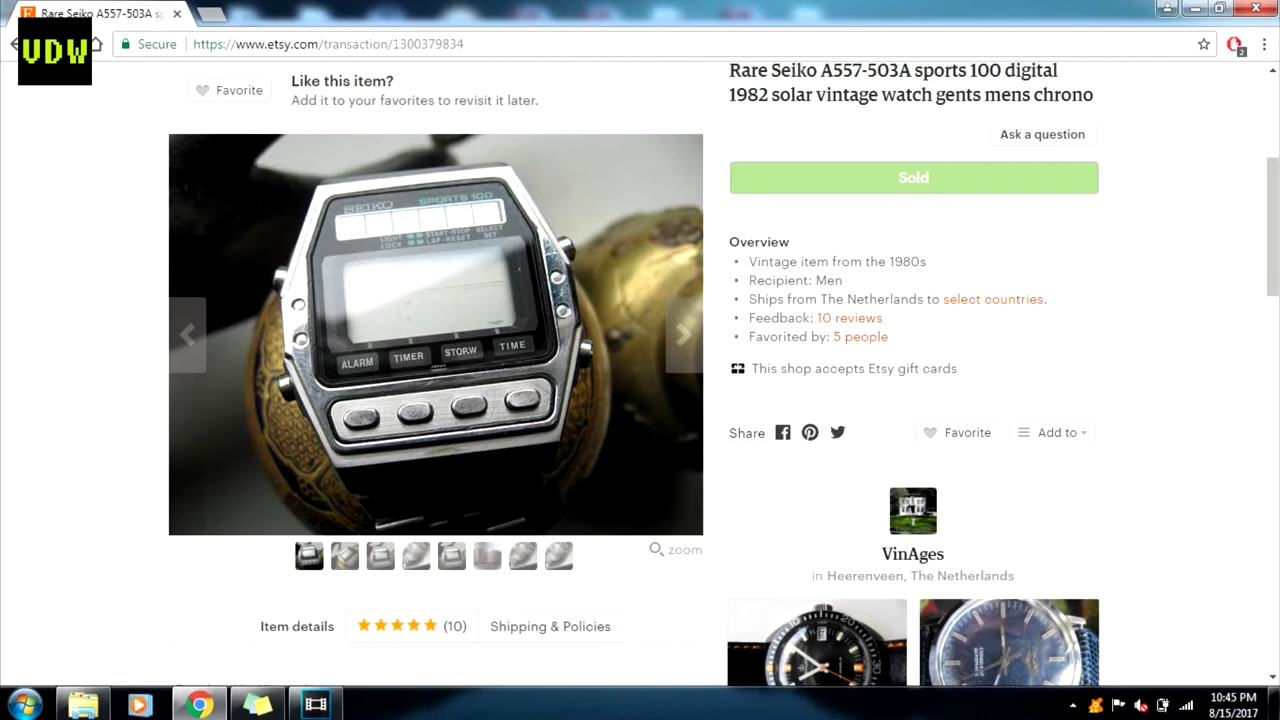 Rare Seiko A557-503A sp
VDW
Secure
https://www.etsy.com/transaction/1300379834
2
Favorite
Like this item?
Add it to your favorites to revisit it later.
Rare Seiko A557-503A sports 100 digital
1982 solar vintage watch gents mens chrono
Ask a question
Sold
SEIKO
SPORTS 100
LIGHT
LOCK
START·STOP
LAP·RESET
SELECT
SET
ALARM
TIMER
STOP.W
TIME
JAPAN
Overview
• Vintage item from the 1980s
• Recipient: Men
• Ships from The Netherlands to select countries.
• Feedback: 10 reviews
• Favorited by: 5 people
This shop accepts Etsy gift cards
Share
Favorite
Add to
zoom
VinAges
in Heerenveen, The Netherlands
Item details
(10)
Shipping & Policies
10:45 PM
8/15/2017